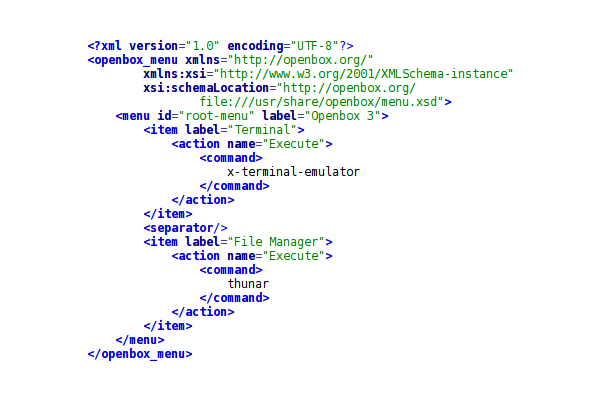 <?xml version="1.0" encoding="UTF-8"?>
<openbox_menu xmlns="http://openbox.org/"
        xmlns:xsi="http://www.w3.org/2001/XMLSchema-instance"
        xsi:schemaLocation="http://openbox.org/
                file:///usr/share/openbox/menu.xsd">
    <menu id="root-menu" label="Openbox 3">
        <item label="Terminal">
            <action name="Execute">
                <command>
                    x-terminal-emulator
                </command>
            </action>
        </item>
        <separator/>
        <item label="File Manager">
            <action name="Execute">
                <command>
                    thunar
                </command>
            </action>
        </item>
    </menu>
</openbox_menu>